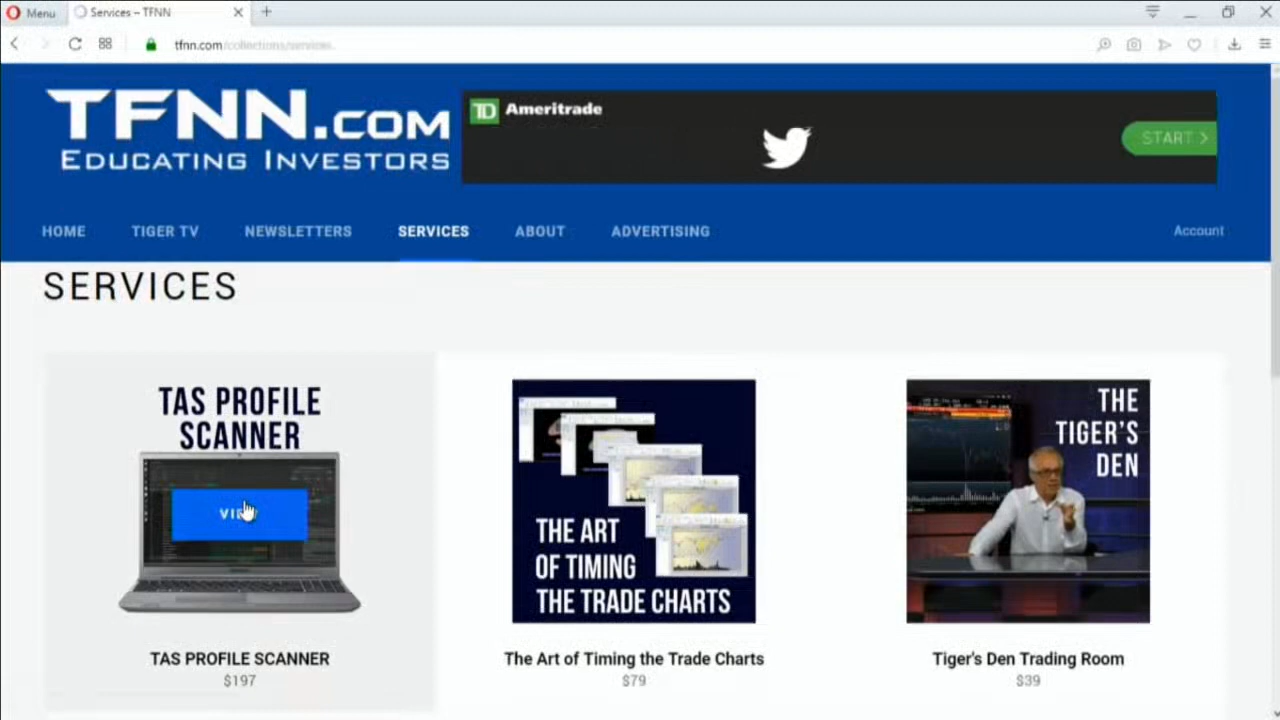 Menu
Services – TFNN
tfnn.com/collections/services
TFNN.COM
EDUCATING INVESTORS
TD Ameritrade
START >
HOME
TIGER TV
NEWSLETTERS
SERVICES
ABOUT
ADVERTISING
Account
SERVICES
TAS PROFILE
SCANNER
THE ART
OF TIMING
THE TRADE CHARTS
THE
TIGER'S
DEN
TAS PROFILE SCANNER
$197
The Art of Timing the Trade Charts
$79
Tiger's Den Trading Room
$39